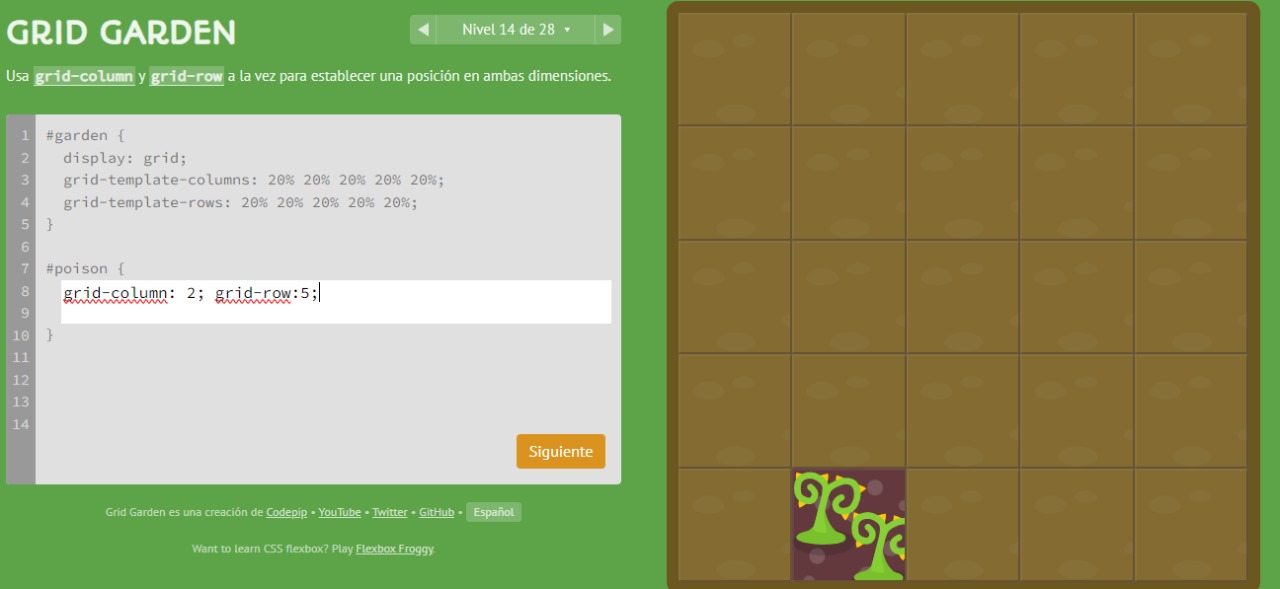 GRID GARDEN
◀ Nivel 14 de 28 ▾ ▶
Usa grid-column y grid-row a la vez para establecer una posición en ambas dimensiones.
1 #garden {
2 display: grid;
3 grid-template-columns: 20% 20% 20% 20% 20%;
4 grid-template-rows: 20% 20% 20% 20% 20%;
5 }
6
7 #poison {
8 grid-column: 2; grid-row:5;
9
10 }
11
12
13
14
Siguiente
Grid Garden es una creación de Codepip • YouTube • Twitter • GitHub • Español
Want to learn CSS flexbox? Play Flexbox Froggy.